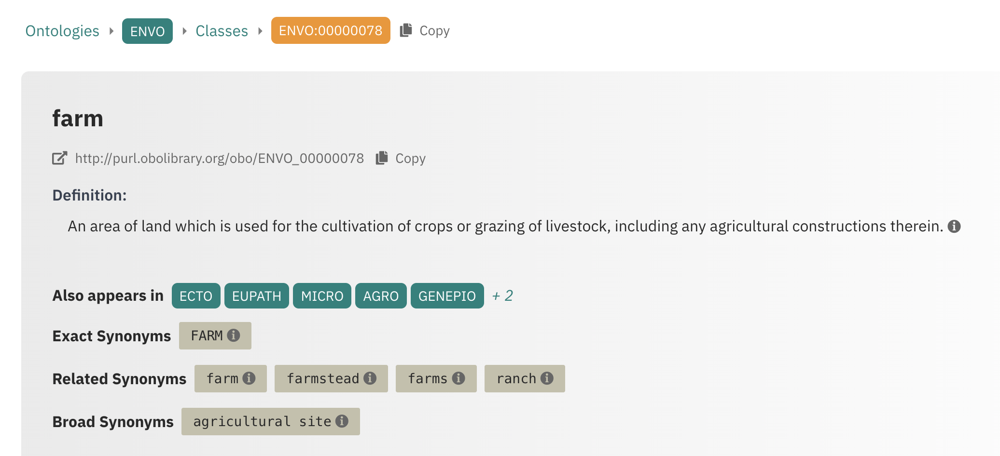 Ontologies ENVO Classes ENVO:00000078 Copy
farm
http://purl.obolibrary.org/obo/ENVO_00000078 Copy
Definition:
An area of land which is used for the cultivation of crops or grazing of livestock, including any agricultural constructions therein.
Also appears in ECTO EUPATH MICRO AGRO GENEPIO + 2
Exact Synonyms FARM
Related Synonyms farm farmstead farms ranch
Broad Synonyms agricultural site